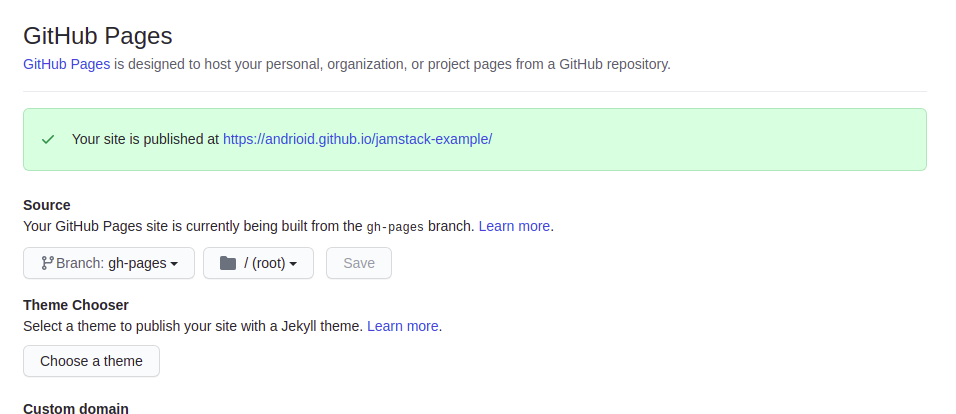 GitHub Pages
GitHub Pages is designed to host your personal, organization, or project pages from a GitHub repository.
Your site is published at https://andrioid.github.io/jamstack-example/
Source
Your GitHub Pages site is currently being built from the gh-pages branch. Learn more.
Branch: gh-pages / (root) Save
Theme Chooser
Select a theme to publish your site with a Jekyll theme. Learn more.
Choose a theme
Custom domain